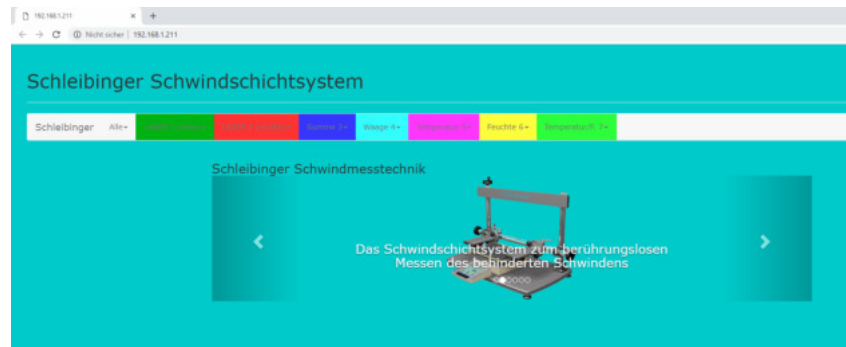 192.168.1.211
Nicht sicher | 192.168.1.211
Schleibinger Schwindschichtsystem
Schleibinger Alle Summe 3 Waage 4 Feuchte 6
Schleibinger Schwindmesstechnik
Das Schwindschichtsystem zum berührungslosen
Messen des behinderten Schwindens